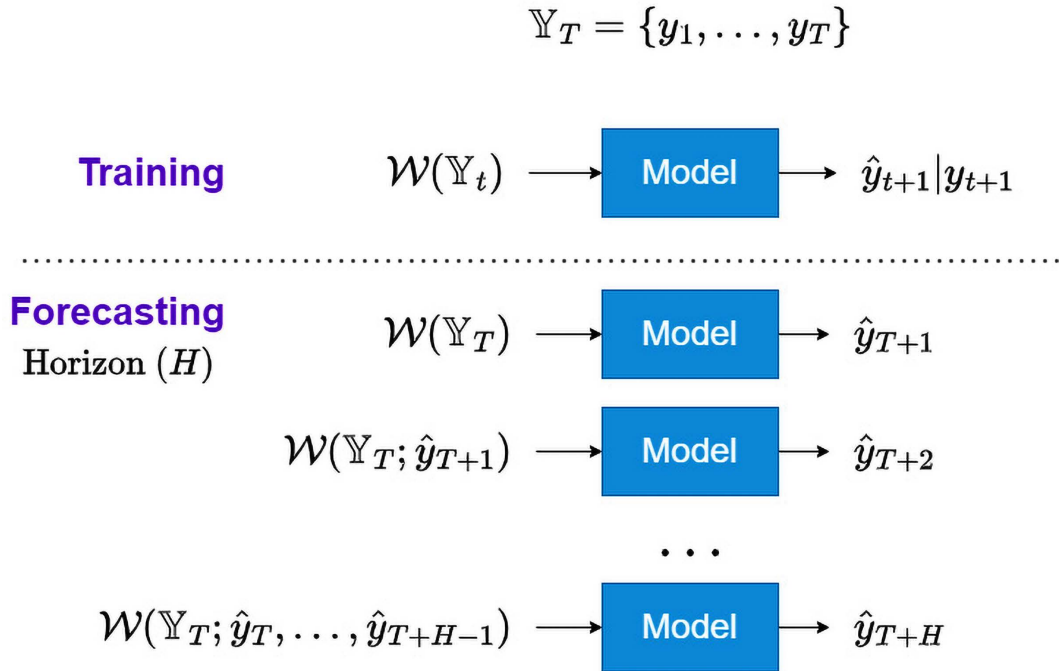 𝕐_T = {y_1, …, y_T}
Training 𝒲(𝕐_t) Model ŷ_{t+1}|y_{t+1}
Forecasting
Horizon (H)
𝒲(𝕐_T) Model ŷ_{T+1}
𝒲(𝕐_T; ŷ_{T+1}) Model ŷ_{T+2}
...
𝒲(𝕐_T; ŷ_T, …, ŷ_{T+H−1}) Model ŷ_{T+H}